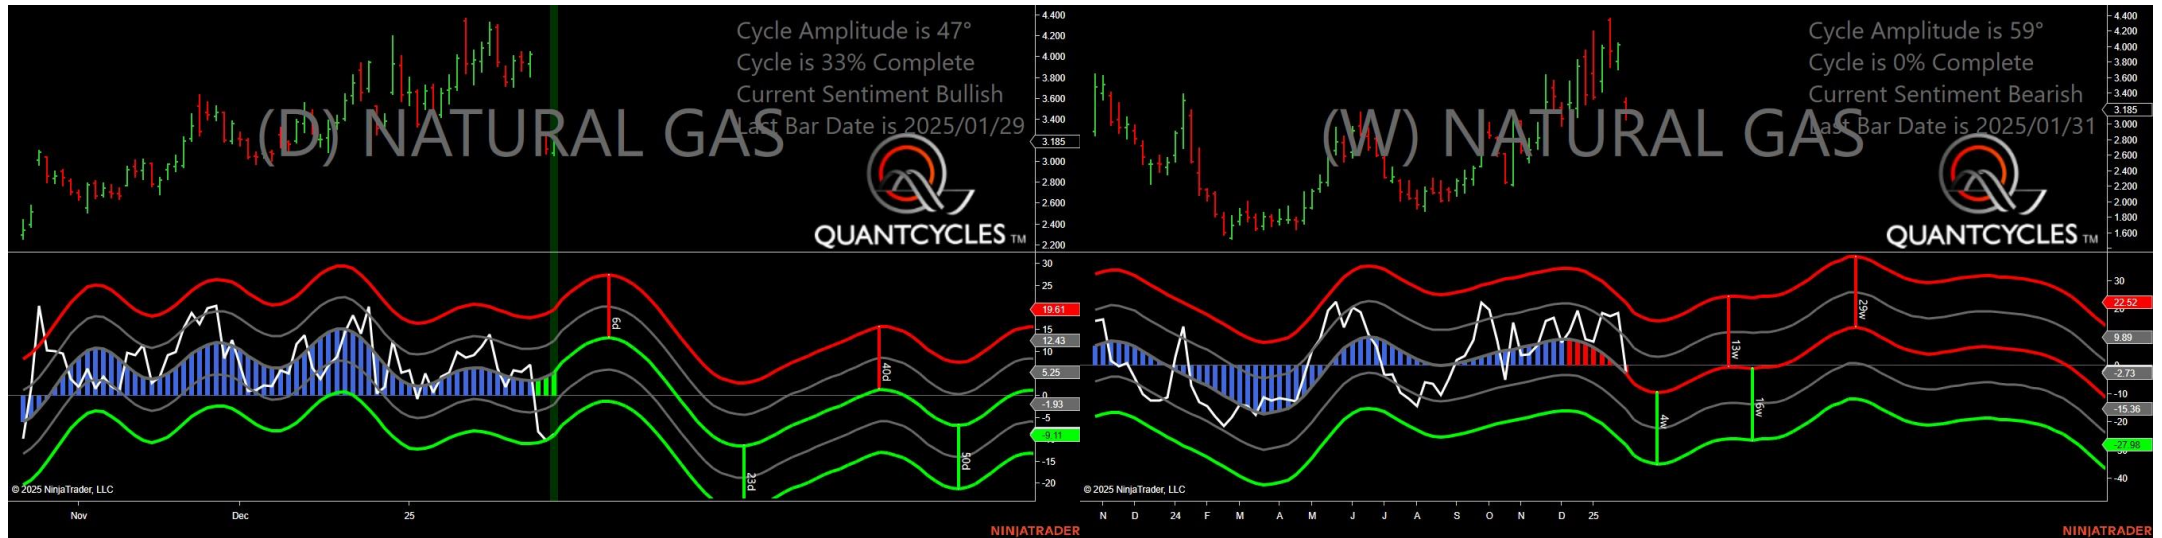 Cycle Amplitude is 47°
Cycle is 33% Complete
Current Sentiment Bullish
Last Bar Date is 2025/01/29
(D) NATURAL GAS
QUANTCYCLES TM
4.400
4.200
4.000
3.800
3.600
3.400
3.185
3.000
2.800
2.600
2.400
2.200
30
25
19.61
15
12.43
10
5.25
0
-1.93
-5
-9.11
-15
-20
6d
23d
40d
50d
© 2025 NinjaTrader, LLC
Nov Dec 25
NINJATRADER
Cycle Amplitude is 59°
Cycle is 0% Complete
Current Sentiment Bearish
Last Bar Date is 2025/01/31
(W) NATURAL GAS
QUANTCYCLES TM
4.400
4.200
4.000
3.800
3.600
3.400
3.185
3.000
2.800
2.600
2.400
2.200
2.000
1.800
1.600
30
22.52
20
9.89
0
-2.73
-10
-15.36
-20
-27.98
-40
4w
13w
16w
29w
© 2025 NinjaTrader, LLC
N D 24 F M A M J J A S O N D 25
NINJATRADER